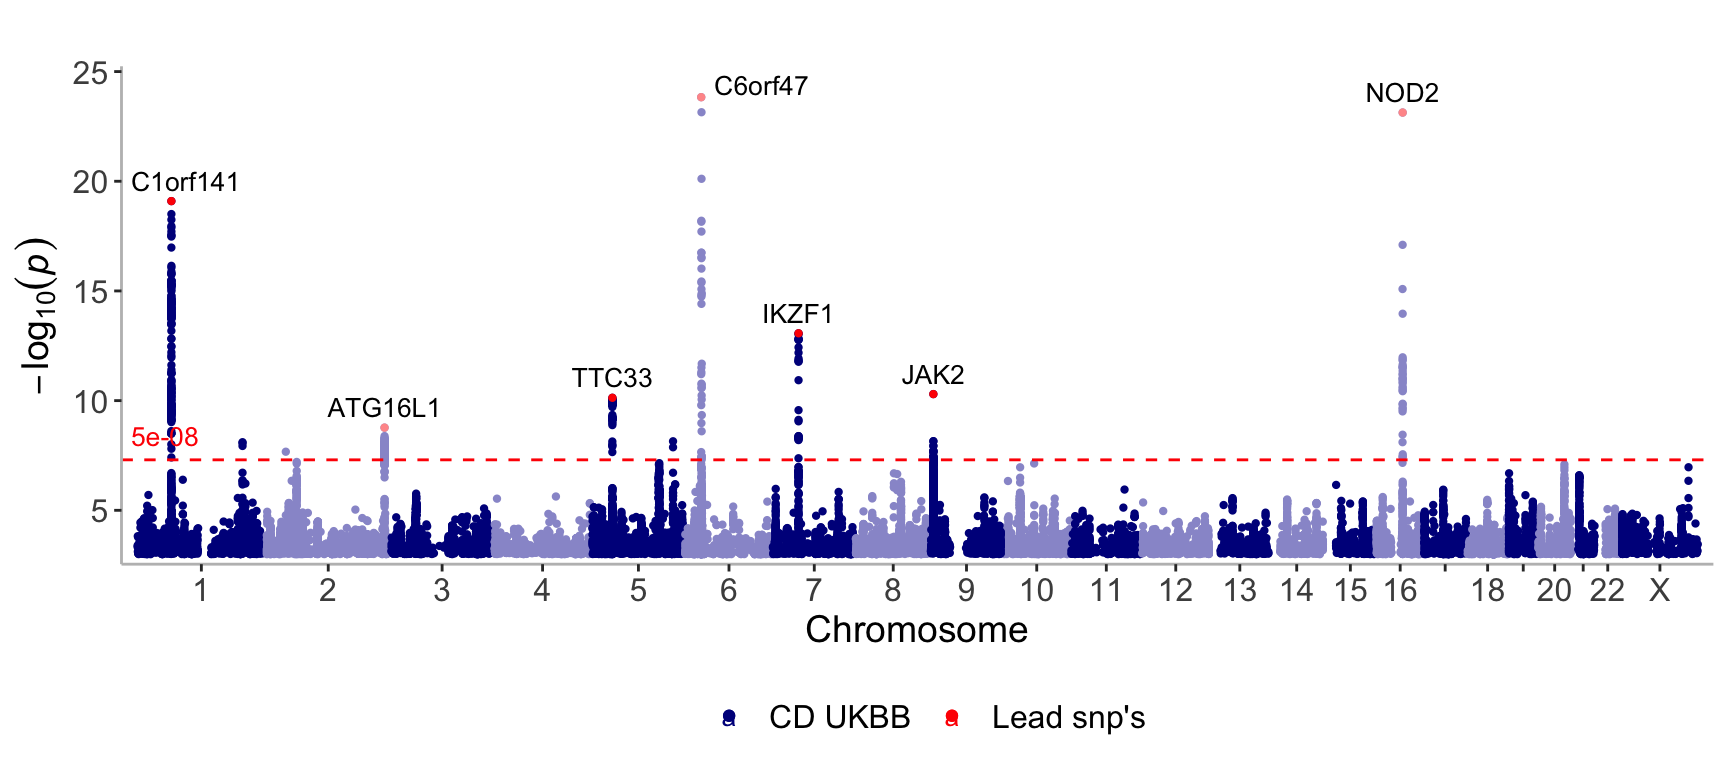 25
C6orf47
NOD2
20
C1orf141
15
IKZF1
JAK2
TTC33
10
ATG16L1
5e-08
5
−log10(p)
1 2 3 4 5 6 7 8 9 10 11 12 13 14 15 16 18 20 22 X
Chromosome
a CD UKBB a Lead snp's